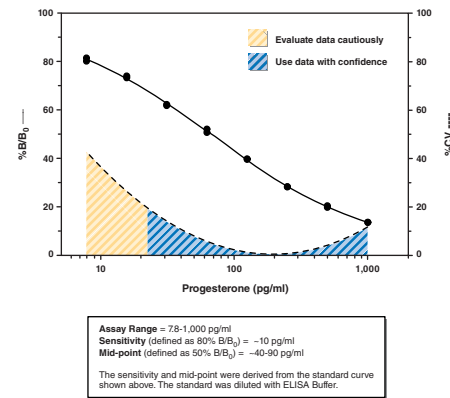 100
80
60
40
20
0
%B/B₀ —
Evaluate data cautiously
Use data with confidence
100
80
60
40
20
0
%CV ----
10
100
1,000
Progesterone (pg/ml)
Assay Range = 7.8-1,000 pg/ml
Sensitivity (defined as 80% B/B₀) = ~10 pg/ml
Mid-point (defined as 50% B/B₀) = ~40-90 pg/ml
The sensitivity and mid-point were derived from the standard curve
shown above. The standard was diluted with ELISA Buffer.